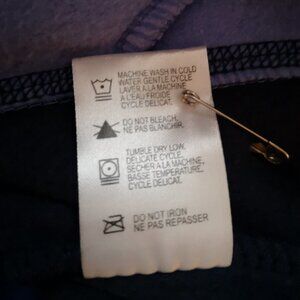 MACHINE WASH IN COLD
WATER GENTLE CYCLE
LAVER A LA MACHINE
A L'EAU FROIDE
CYCLE DELICAT.
DO NOT BLEACH.
NE PAS BLANCHIR.
TUMBLE DRY LOW,
DELICATE CYCLE.
SECHER A LA MACHINE,
BASSE TEMPERATURE,
CYCLE DELICAT.
DO NOT IRON
NE PAS REPASSER